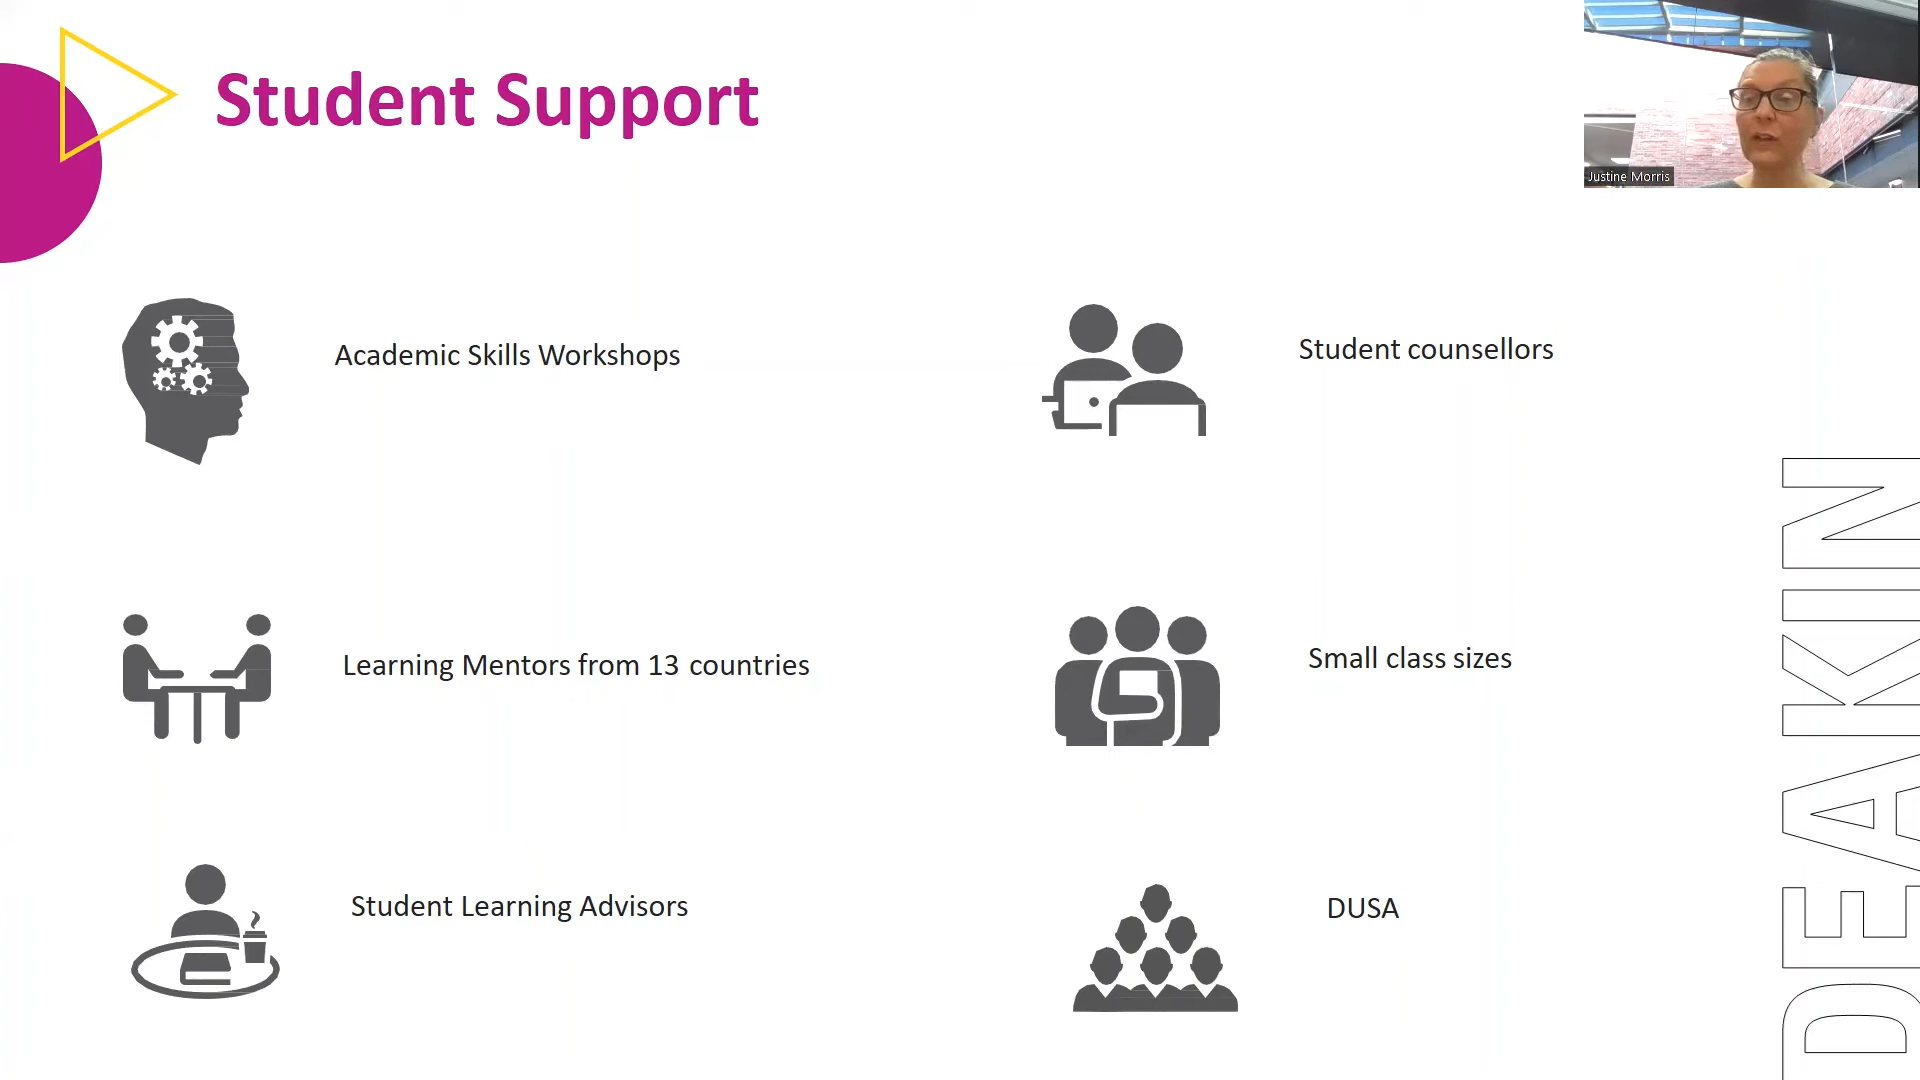 Student Support
Justine Morris
Academic Skills Workshops
Student counsellors
Learning Mentors from 13 countries
Small class sizes
Student Learning Advisors
DUSA
DEAKIN